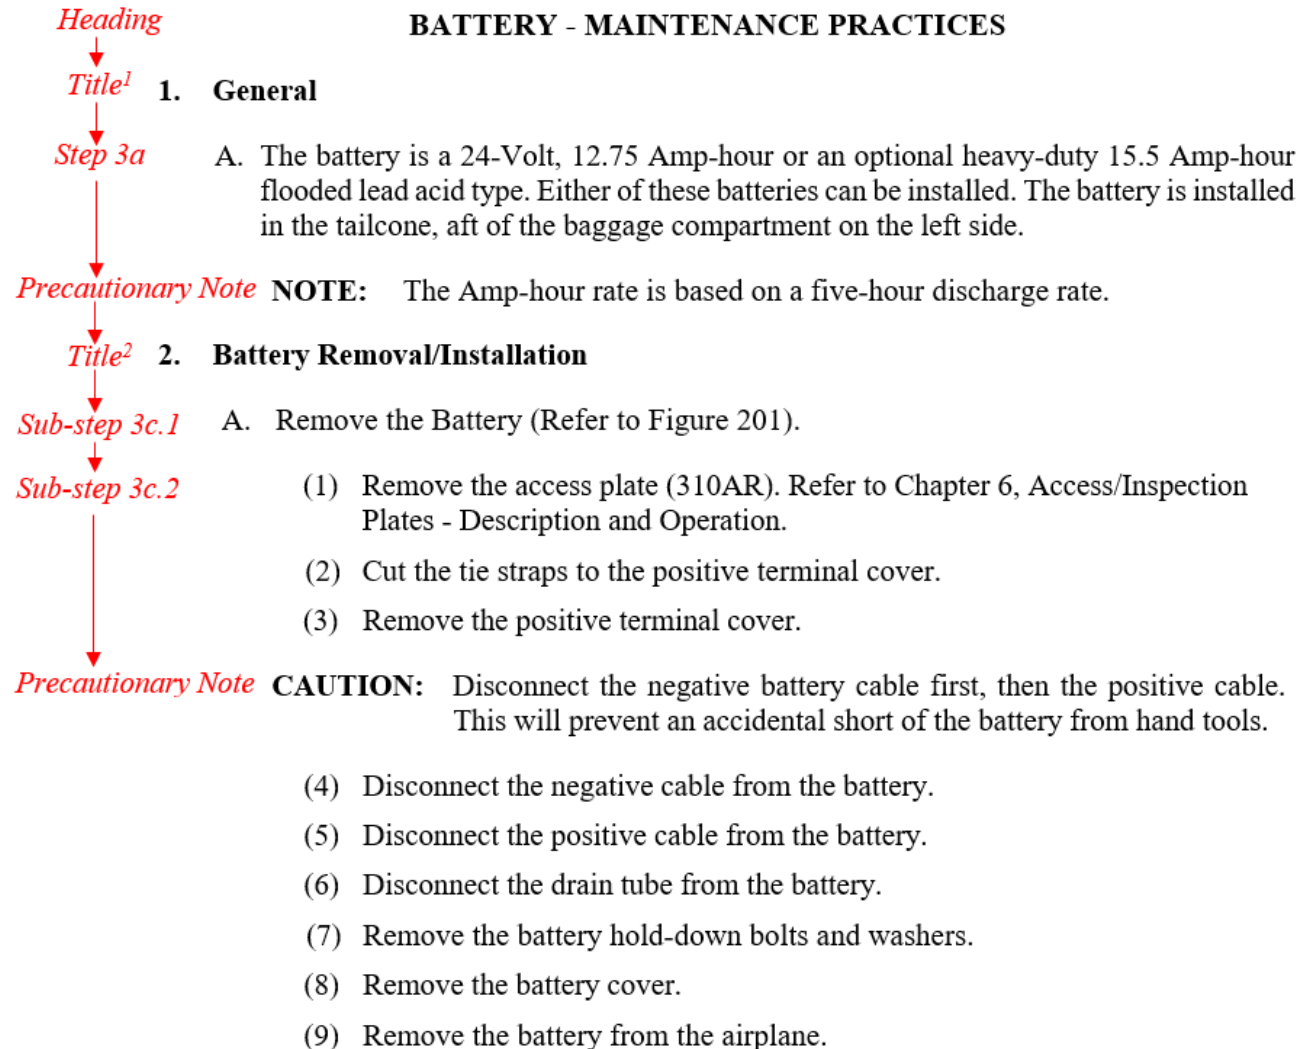 Heading BATTERY - MAINTENANCE PRACTICES
Title1 1. General
Step 3a A. The battery is a 24-Volt, 12.75 Amp-hour or an optional heavy-duty 15.5 Amp-hour
flooded lead acid type. Either of these batteries can be installed. The battery is installed
in the tailcone, aft of the baggage compartment on the left side.
Precautionary Note NOTE: The Amp-hour rate is based on a five-hour discharge rate.
Title2 2. Battery Removal/Installation
Sub-step 3c.1 A. Remove the Battery (Refer to Figure 201).
Sub-step 3c.2 (1) Remove the access plate (310AR). Refer to Chapter 6, Access/Inspection
Plates - Description and Operation.
(2) Cut the tie straps to the positive terminal cover.
(3) Remove the positive terminal cover.
Precautionary Note CAUTION: Disconnect the negative battery cable first, then the positive cable.
This will prevent an accidental short of the battery from hand tools.
(4) Disconnect the negative cable from the battery.
(5) Disconnect the positive cable from the battery.
(6) Disconnect the drain tube from the battery.
(7) Remove the battery hold-down bolts and washers.
(8) Remove the battery cover.
(9) Remove the battery from the airplane.